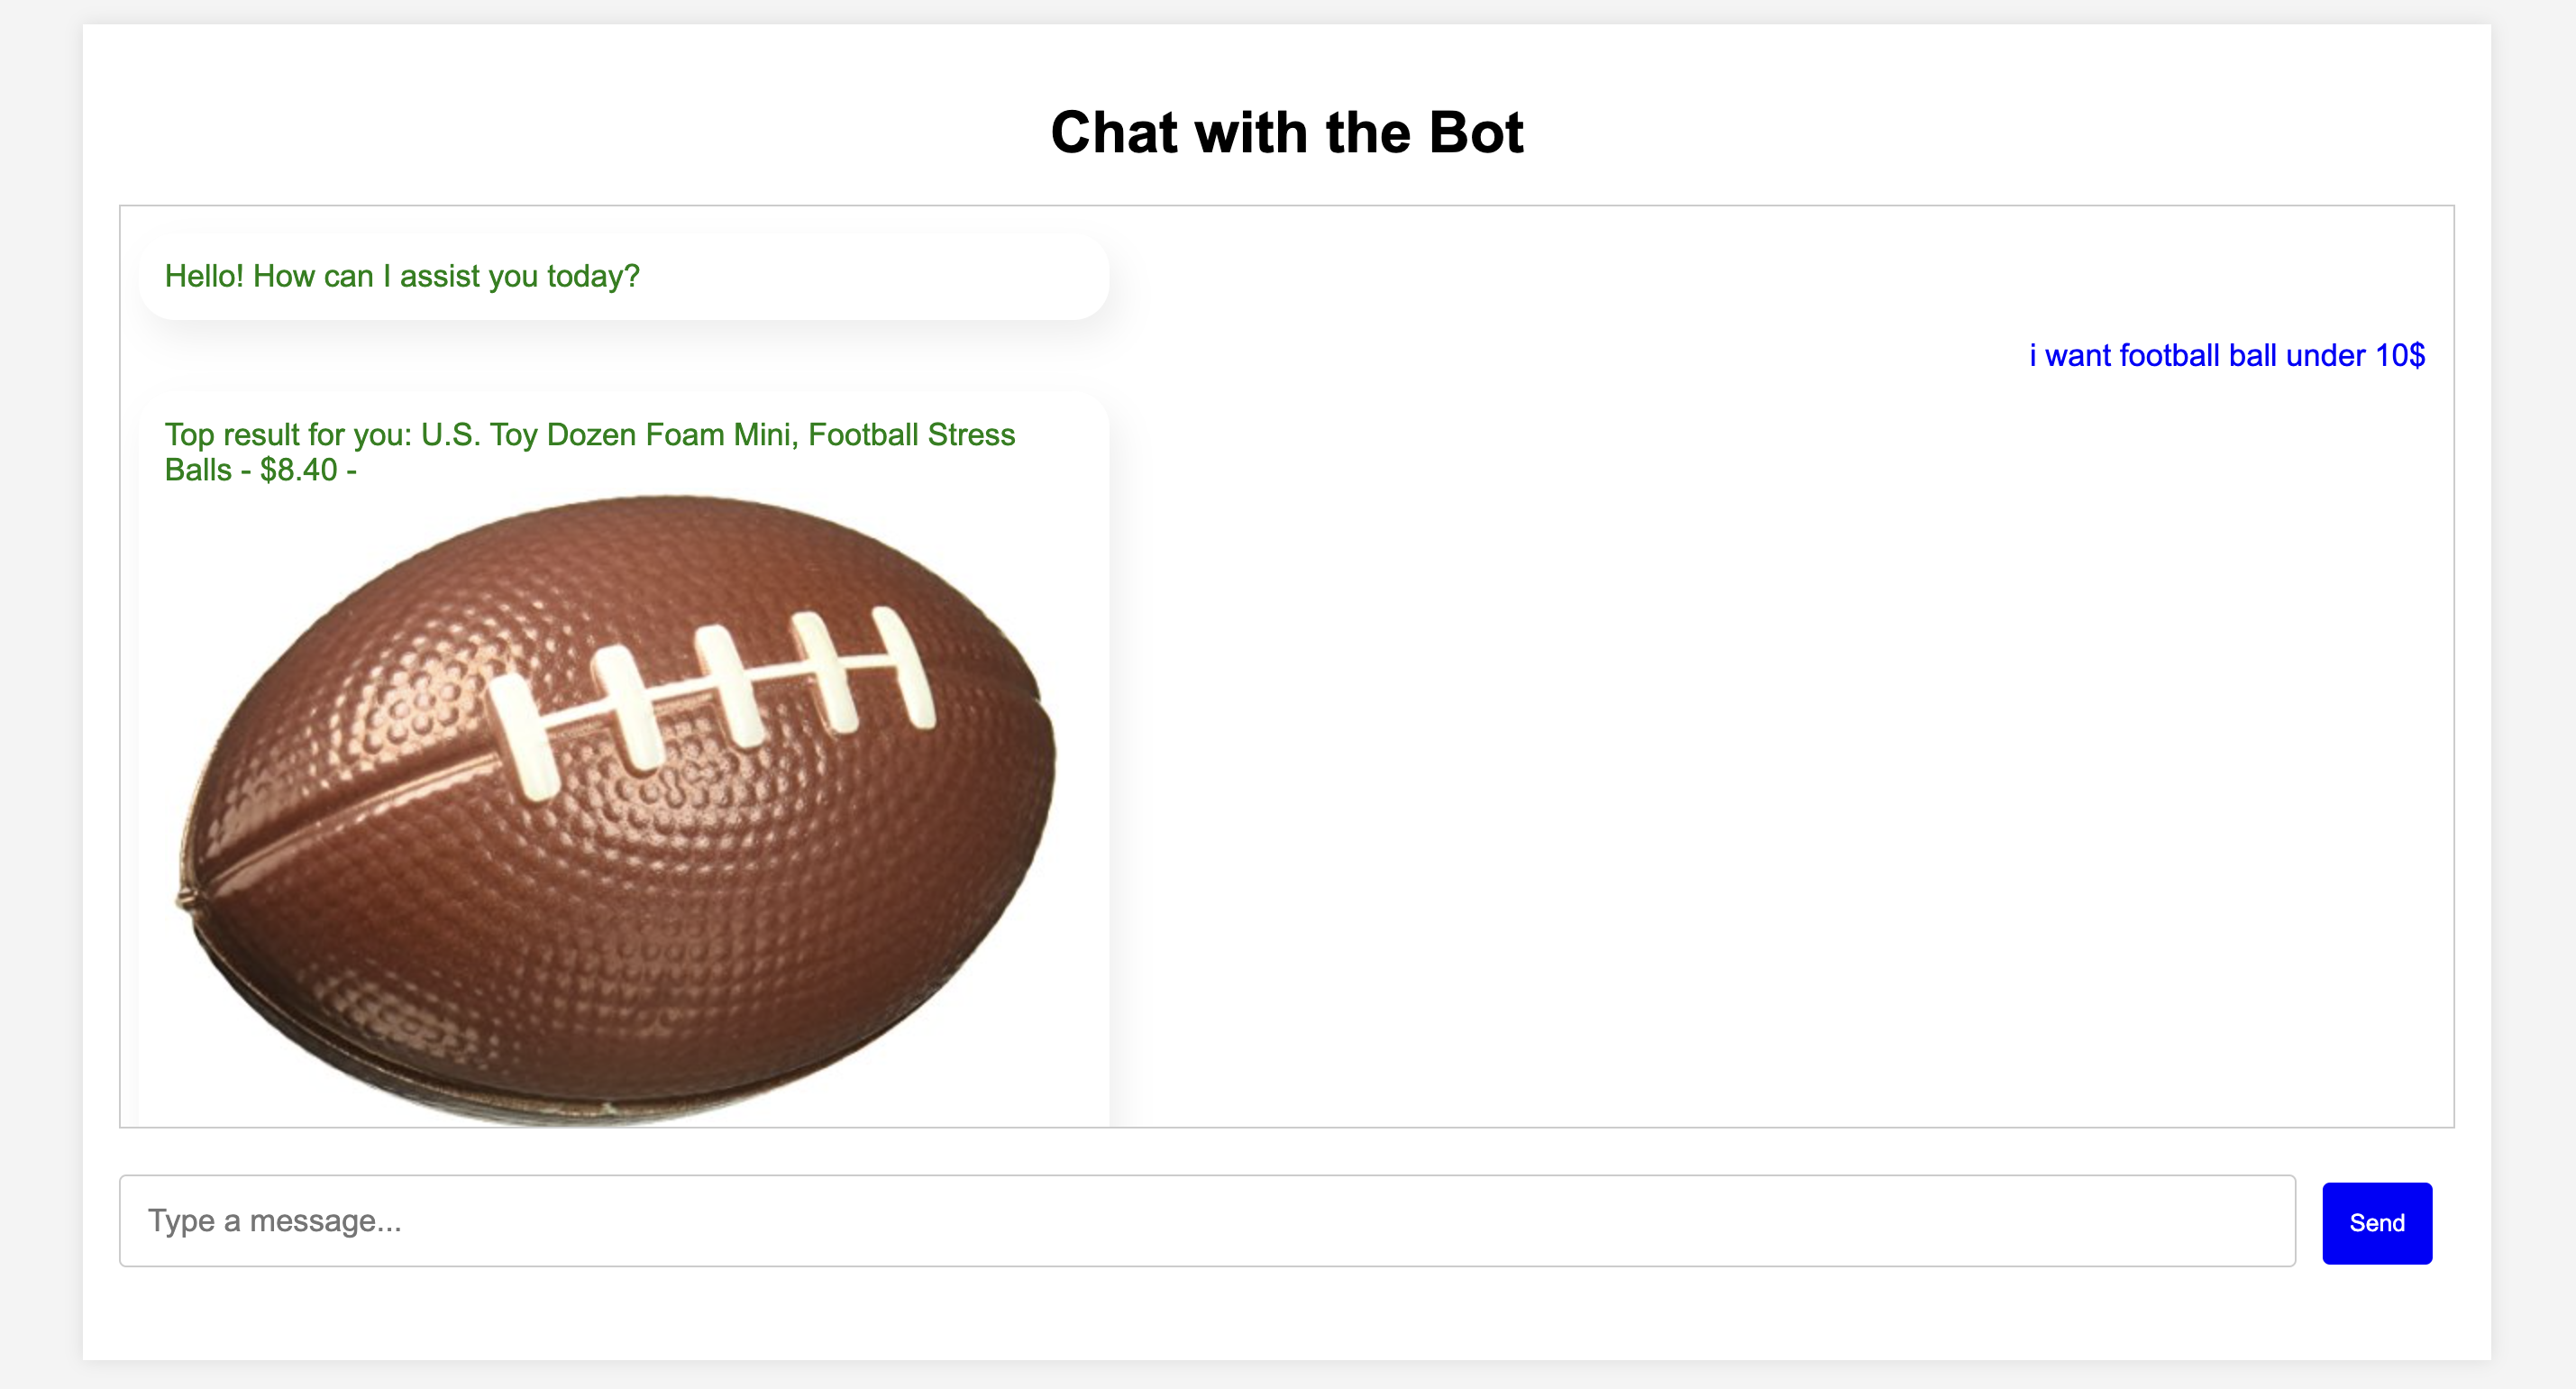 Chat with the Bot
Hello! How can I assist you today?
i want football ball under 10$
Top result for you: U.S. Toy Dozen Foam Mini, Football Stress
Balls - $8.40 -
Type a message...
Send